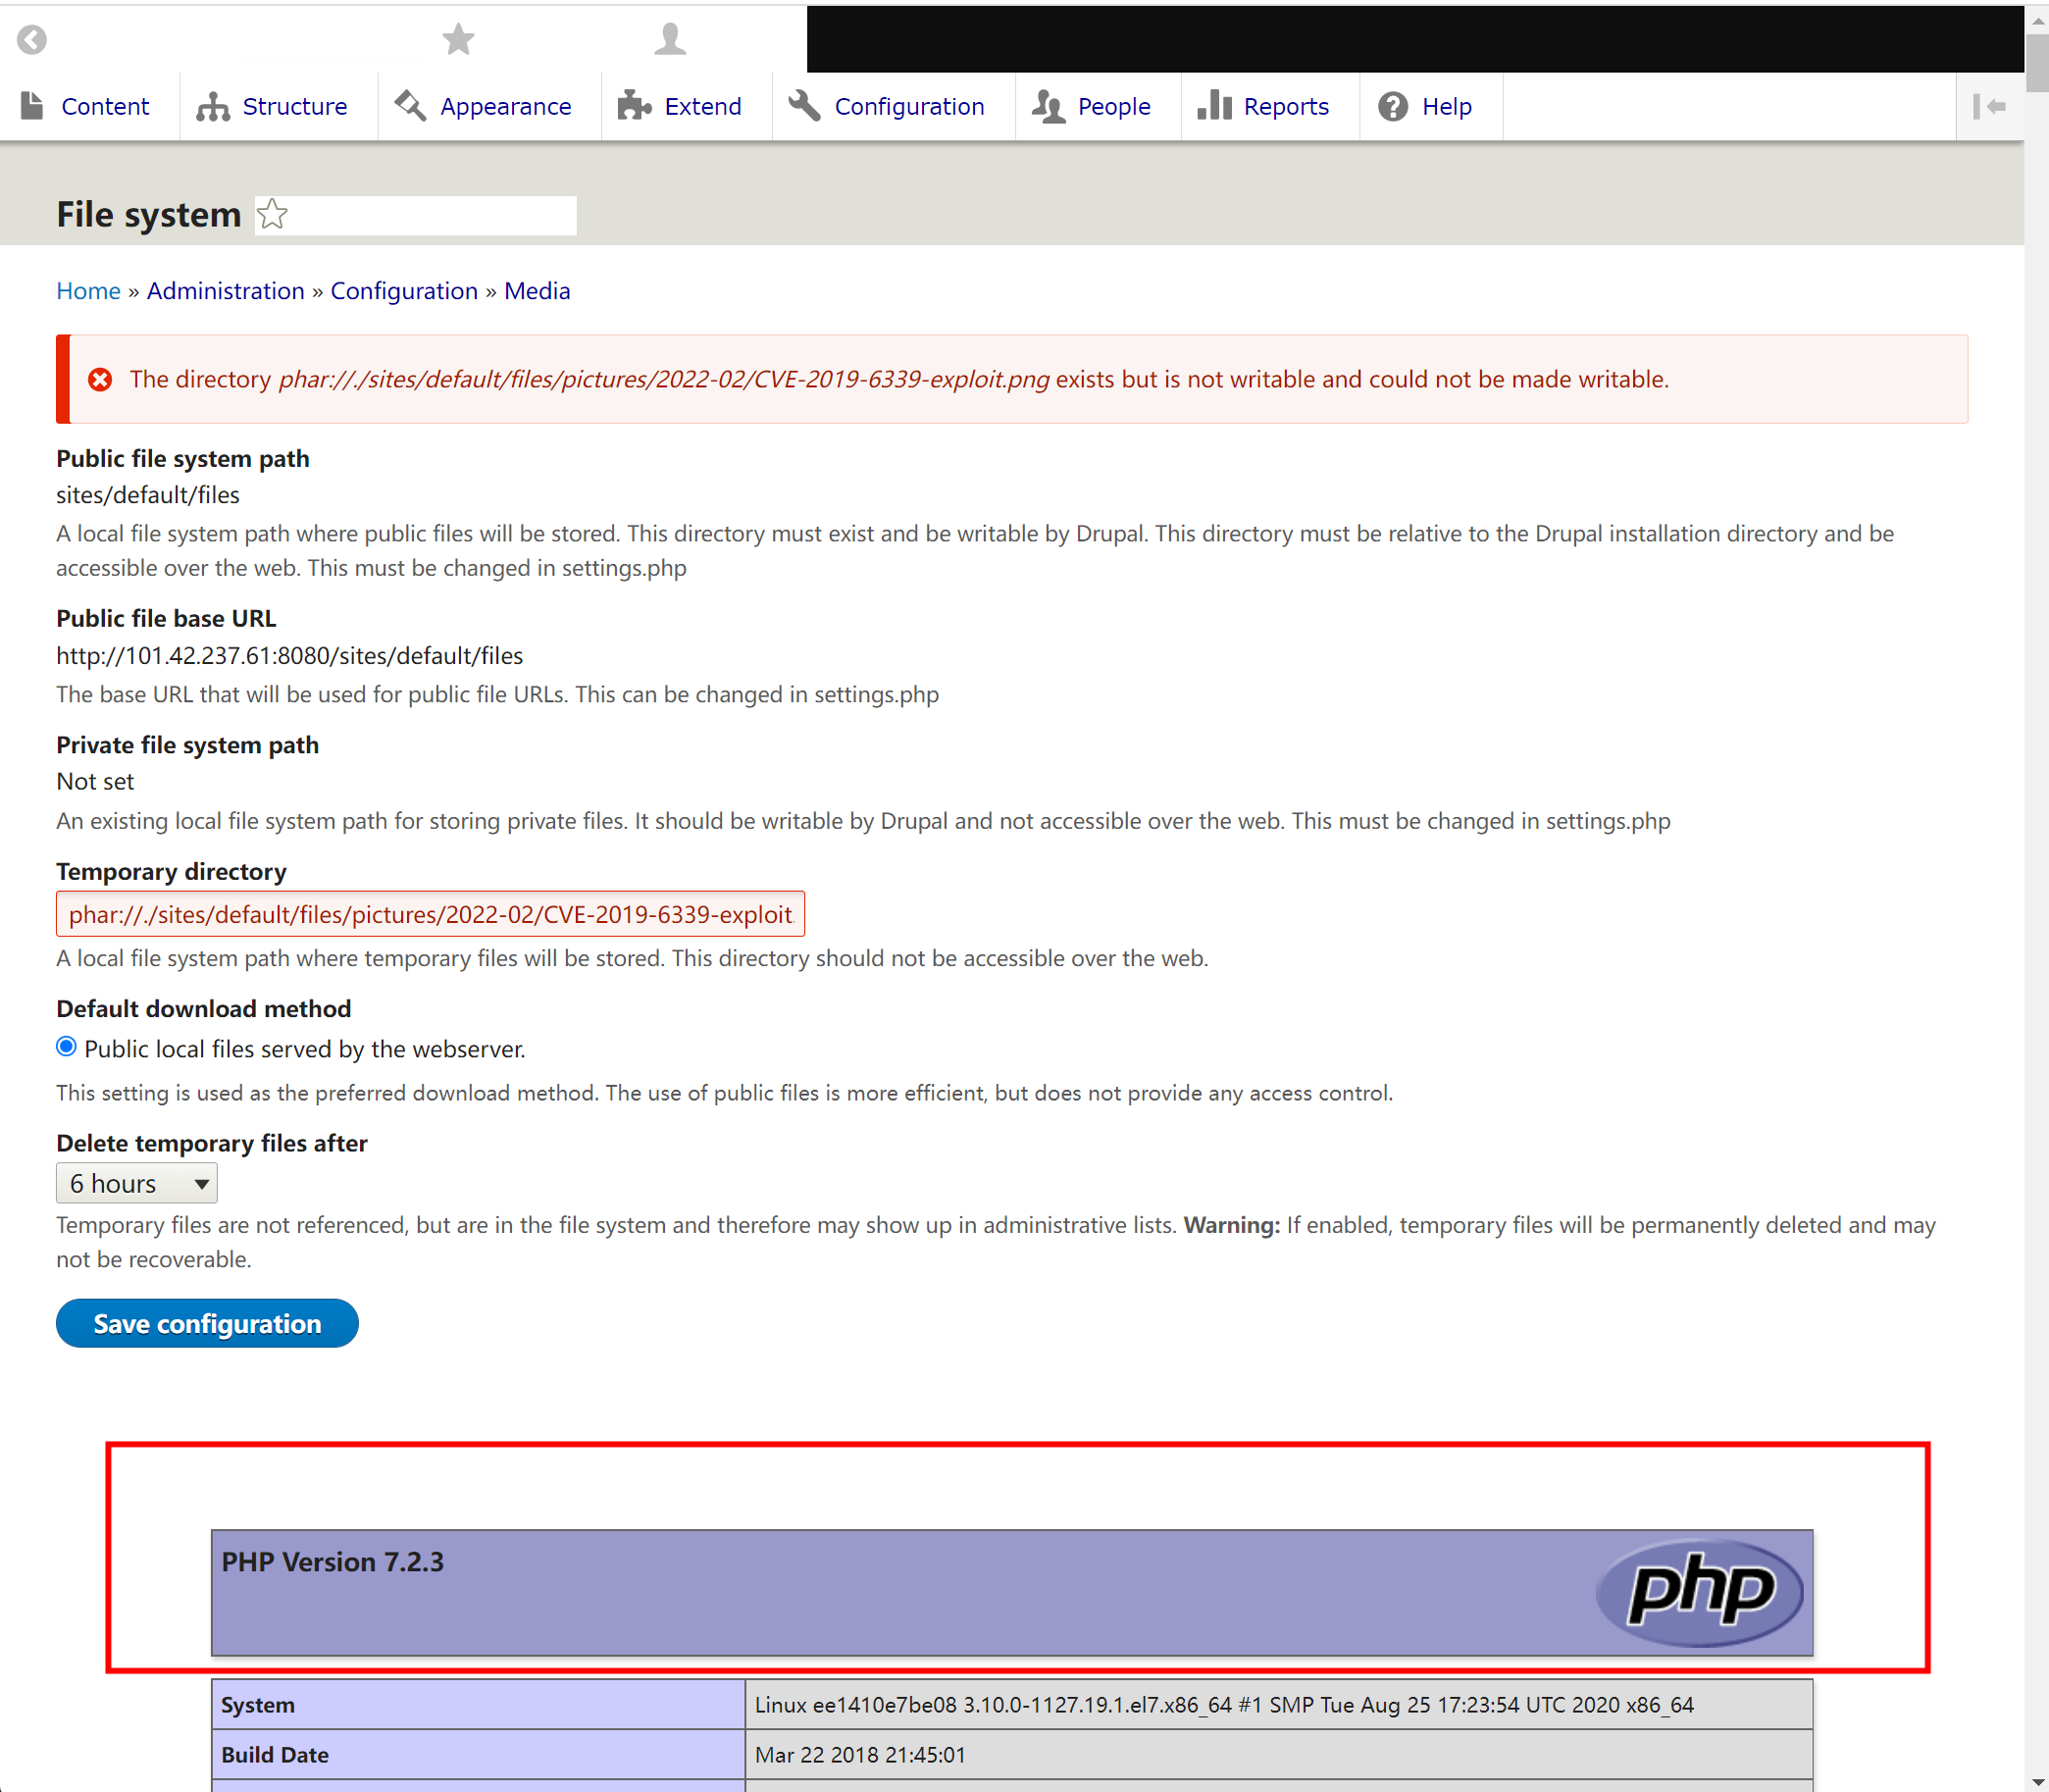 Content Structure Appearance Extend Configuration People Reports Help
File system
Home » Administration » Configuration » Media
The directory phar://./sites/default/files/pictures/2022-02/CVE-2019-6339-exploit.png exists but is not writable and could not be made writable.
Public file system path
sites/default/files
A local file system path where public files will be stored. This directory must exist and be writable by Drupal. This directory must be relative to the Drupal installation directory and be
accessible over the web. This must be changed in settings.php
Public file base URL
http://101.42.237.61:8080/sites/default/files
The base URL that will be used for public file URLs. This can be changed in settings.php
Private file system path
Not set
An existing local file system path for storing private files. It should be writable by Drupal and not accessible over the web. This must be changed in settings.php
Temporary directory
phar://./sites/default/files/pictures/2022-02/CVE-2019-6339-exploit.
A local file system path where temporary files will be stored. This directory should not be accessible over the web.
Default download method
Public local files served by the webserver.
This setting is used as the preferred download method. The use of public files is more efficient, but does not provide any access control.
Delete temporary files after
6 hours
Temporary files are not referenced, but are in the file system and therefore may show up in administrative lists. Warning: If enabled, temporary files will be permanently deleted and may
not be recoverable.
Save configuration
PHP Version 7.2.3
php
System Linux ee1410e7be08 3.10.0-1127.19.1.el7.x86_64 #1 SMP Tue Aug 25 17:23:54 UTC 2020 x86_64
Build Date Mar 22 2018 21:45:01